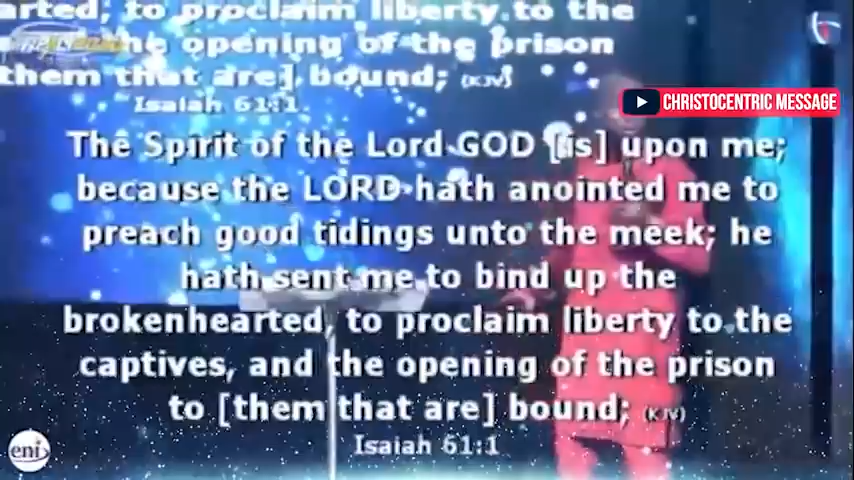 arted, to proclaim liberty to the
he opening of the prison
them that are] bound; (KJV)
Isaiah 61:1
CHRISTOCENTRIC MESSAGE
The Spirit of the Lord GOD [is] upon me;
because the LORD hath anointed me to
preach good tidings unto the meek; he
hath sent me to bind up the
brokenhearted, to proclaim liberty to the
captives, and the opening of the prison
to [them that are] bound; (KJV)
Isaiah 61:1
eni